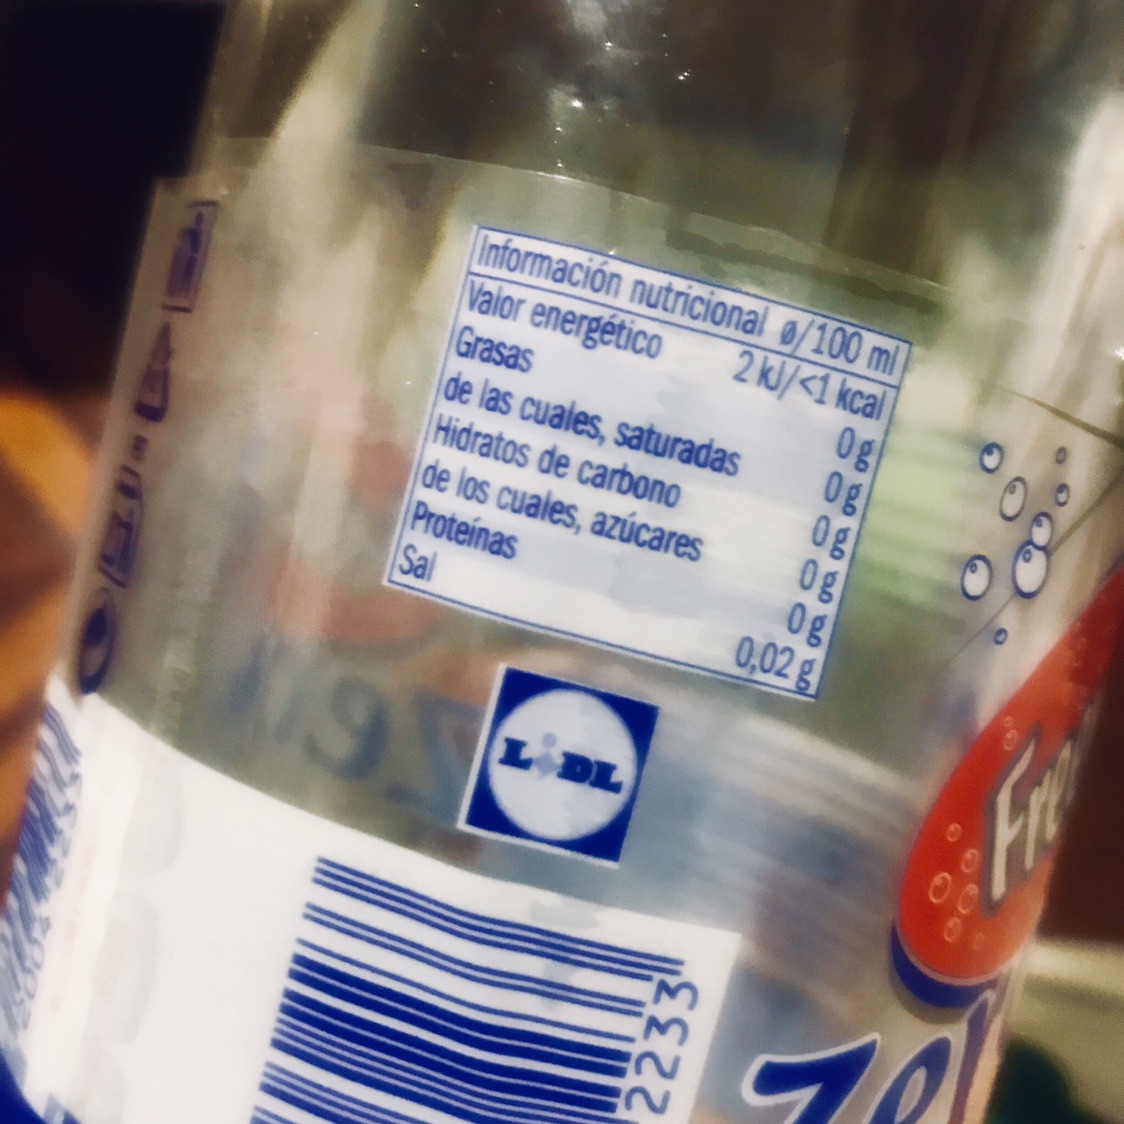 Información nutricional ø/100 ml
Valor energético 2 kJ/<1 kcal
Grasas 0 g
de las cuales, saturadas 0 g
Hidratos de carbono 0 g
de los cuales, azúcares 0 g
Proteínas 0 g
Sal 0,02 g
LIDL
2233